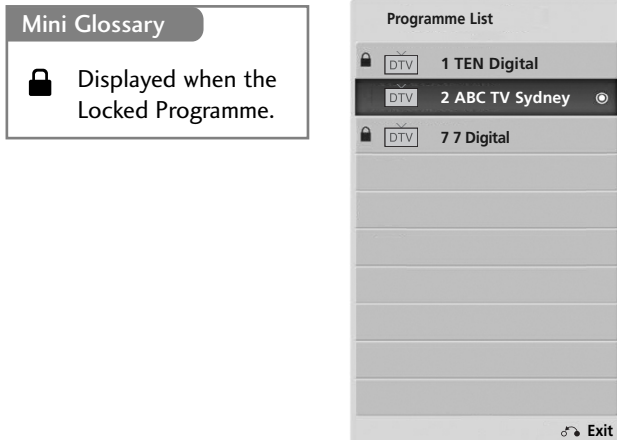 Mini Glossary
Displayed when the
Locked Programme.
Programme List
DTV 1 TEN Digital
DTV 2 ABC TV Sydney
DTV 7 7 Digital
Exit